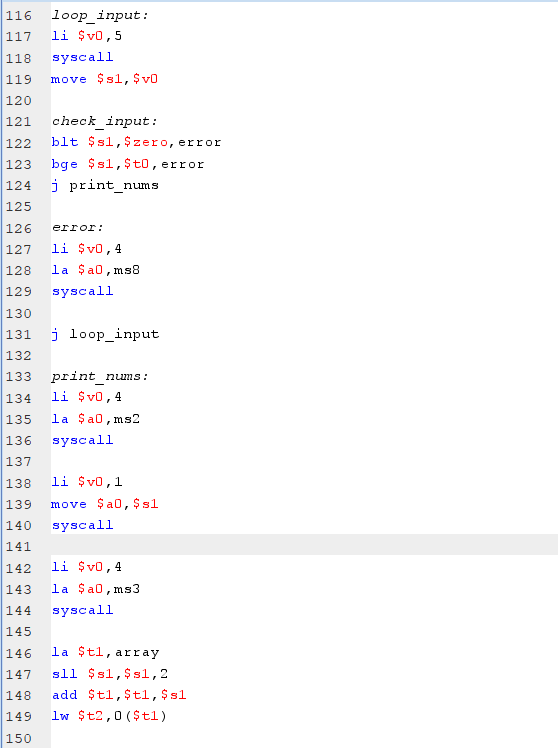 116 loop_input:
117 li $v0,5
118 syscall
119 move $s1,$v0
120
121 check_input:
122 blt $s1,$zero,error
123 bge $s1,$t0,error
124 j print_nums
125
126 error:
127 li $v0,4
128 la $a0,ms8
129 syscall
130
131 j loop_input
132
133 print_nums:
134 li $v0,4
135 la $a0,ms2
136 syscall
137
138 li $v0,1
139 move $a0,$s1
140 syscall
141
142 li $v0,4
143 la $a0,ms3
144 syscall
145
146 la $t1,array
147 sll $s1,$s1,2
148 add $t1,$t1,$s1
149 lw $t2,0($t1)
150